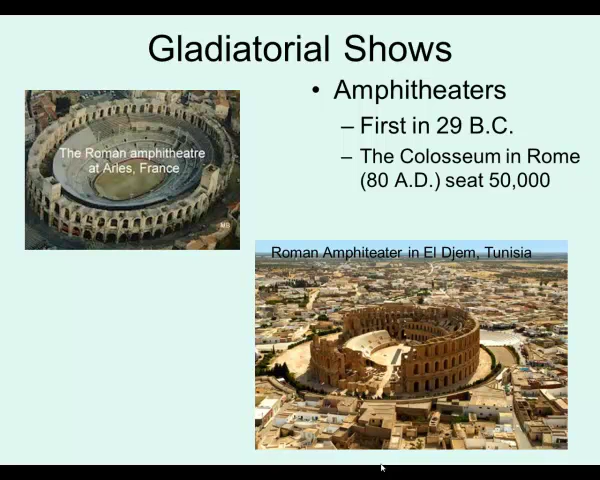 Gladiatorial Shows
• Amphitheaters
– First in 29 B.C.
– The Colosseum in Rome
(80 A.D.) seat 50,000
The Roman amphitheatre
at Arles, France
Roman Amphiteater in El Djem, Tunisia